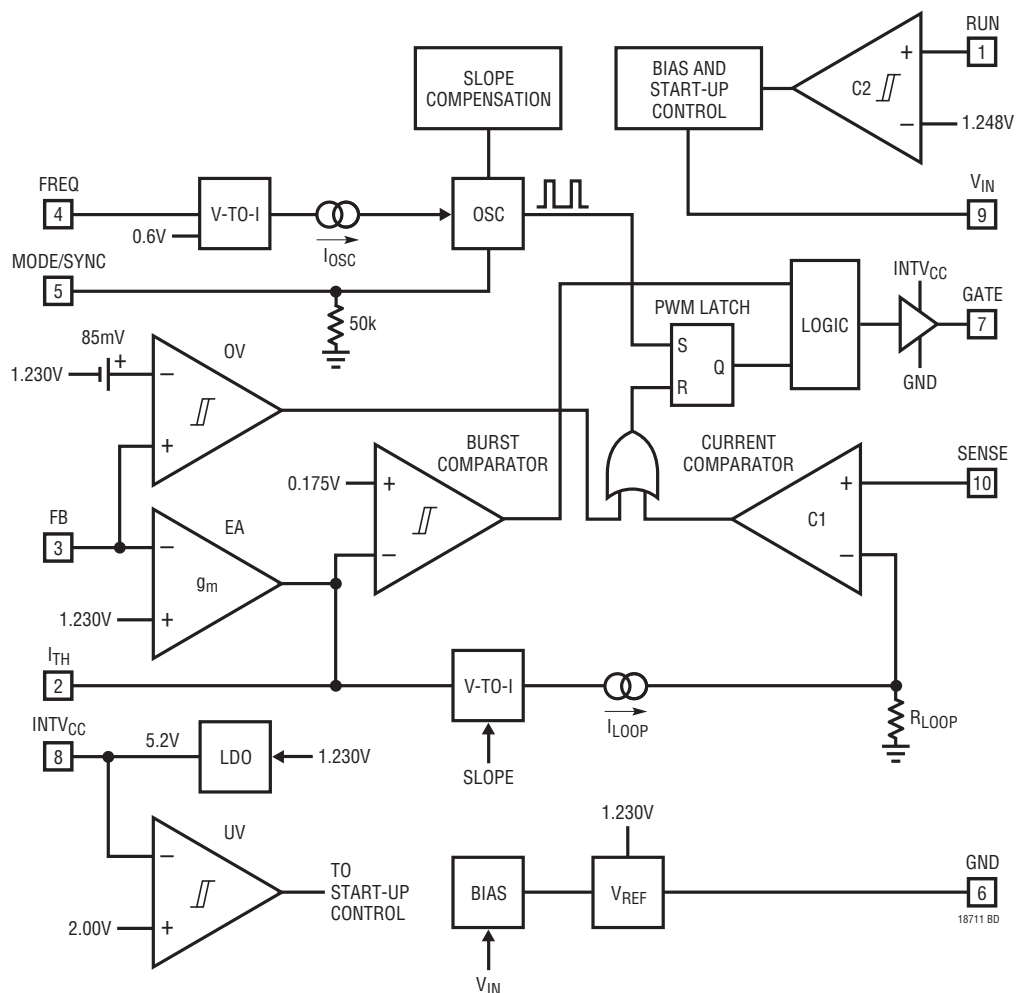 RUN
1
SLOPE
COMPENSATION
BIAS AND
START-UP
CONTROL
C2
+
–
1.248V
FREQ
4
V-TO-I
0.6V
IOSC
OSC
VIN
9
MODE/SYNC
5
50k
PWM LATCH
S
R
Q
LOGIC
INTVCC
GND
GATE
7
85mV
+
1.230V
OV
–
+
BURST
COMPARATOR
0.175V
+
–
CURRENT
COMPARATOR
C1
+
–
SENSE
10
FB
3
EA
gm
–
+
1.230V
ITH
2
V-TO-I
SLOPE
ILOOP
RLOOP
INTVCC
8
5.2V
LDO
1.230V
UV
–
+
2.00V
TO
START-UP
CONTROL
1.230V
BIAS
VIN
VREF
GND
6
18711 BD